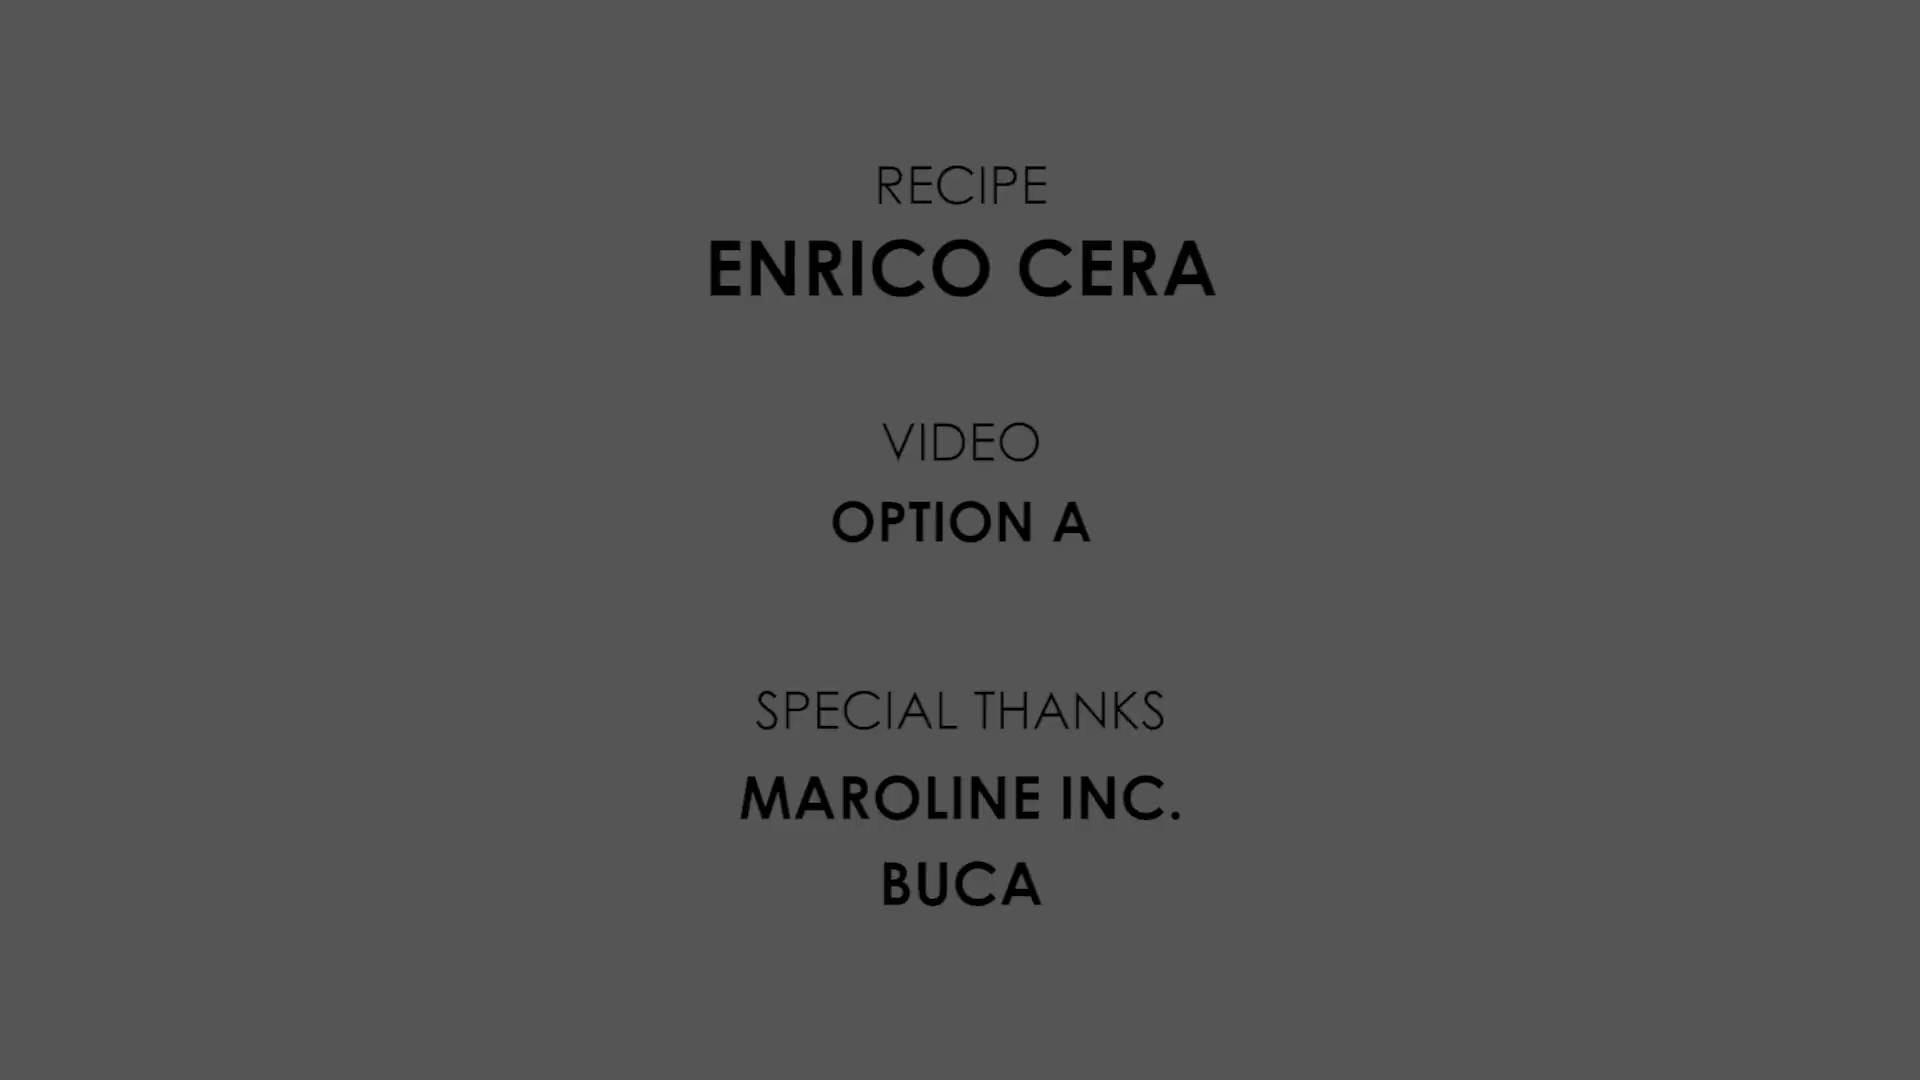 RECIPE
ENRICO CERA
VIDEO
OPTION A
SPECIAL THANKS
MAROLINE INC.
BUCA